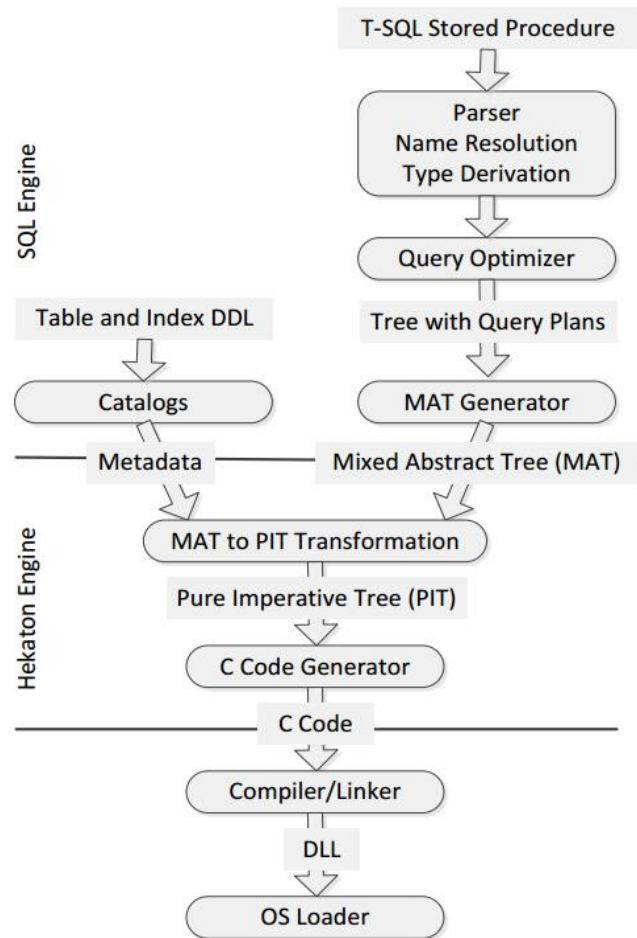 T-SQL Stored Procedure
Parser
Name Resolution
Type Derivation
SQL Engine
Query Optimizer
Table and Index DDL
Tree with Query Plans
Catalogs
MAT Generator
Metadata
Mixed Abstract Tree (MAT)
Hekaton Engine
MAT to PIT Transformation
Pure Imperative Tree (PIT)
C Code Generator
C Code
Compiler/Linker
DLL
OS Loader